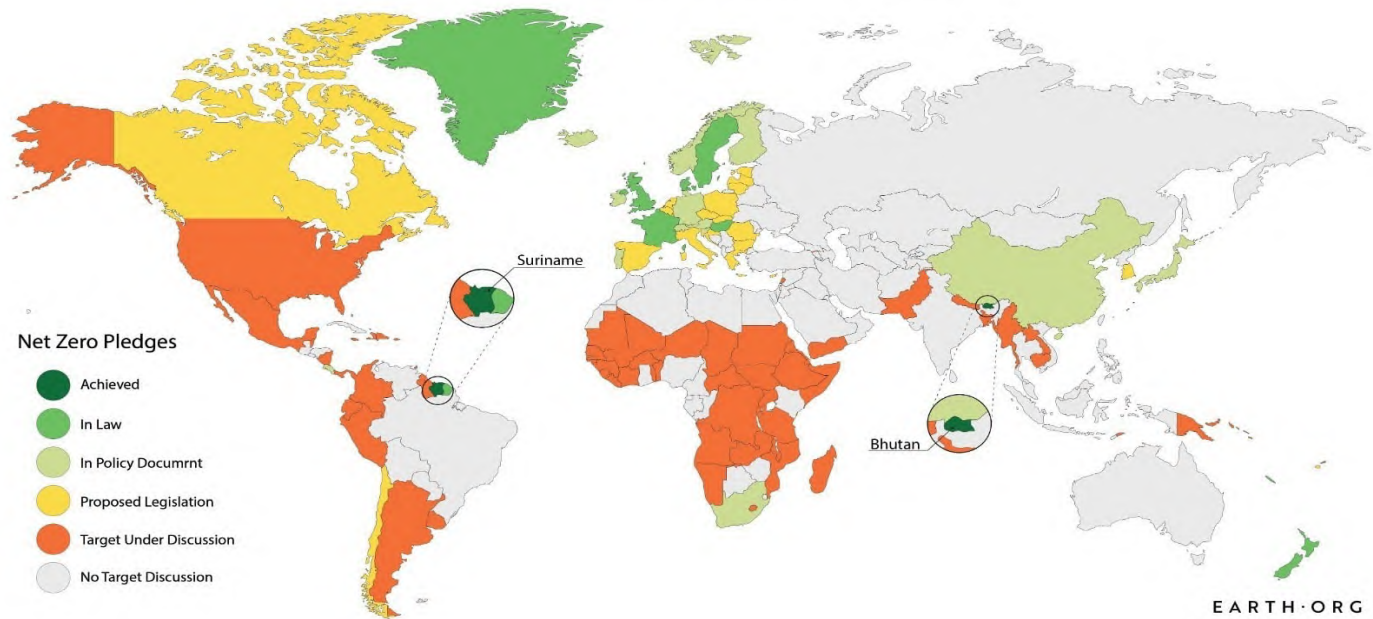 Suriname
Net Zero Pledges
Achieved
In Law
In Policy Documrnt
Proposed Legislation
Target Under Discussion
No Target Discussion
Bhutan
EARTH·ORG